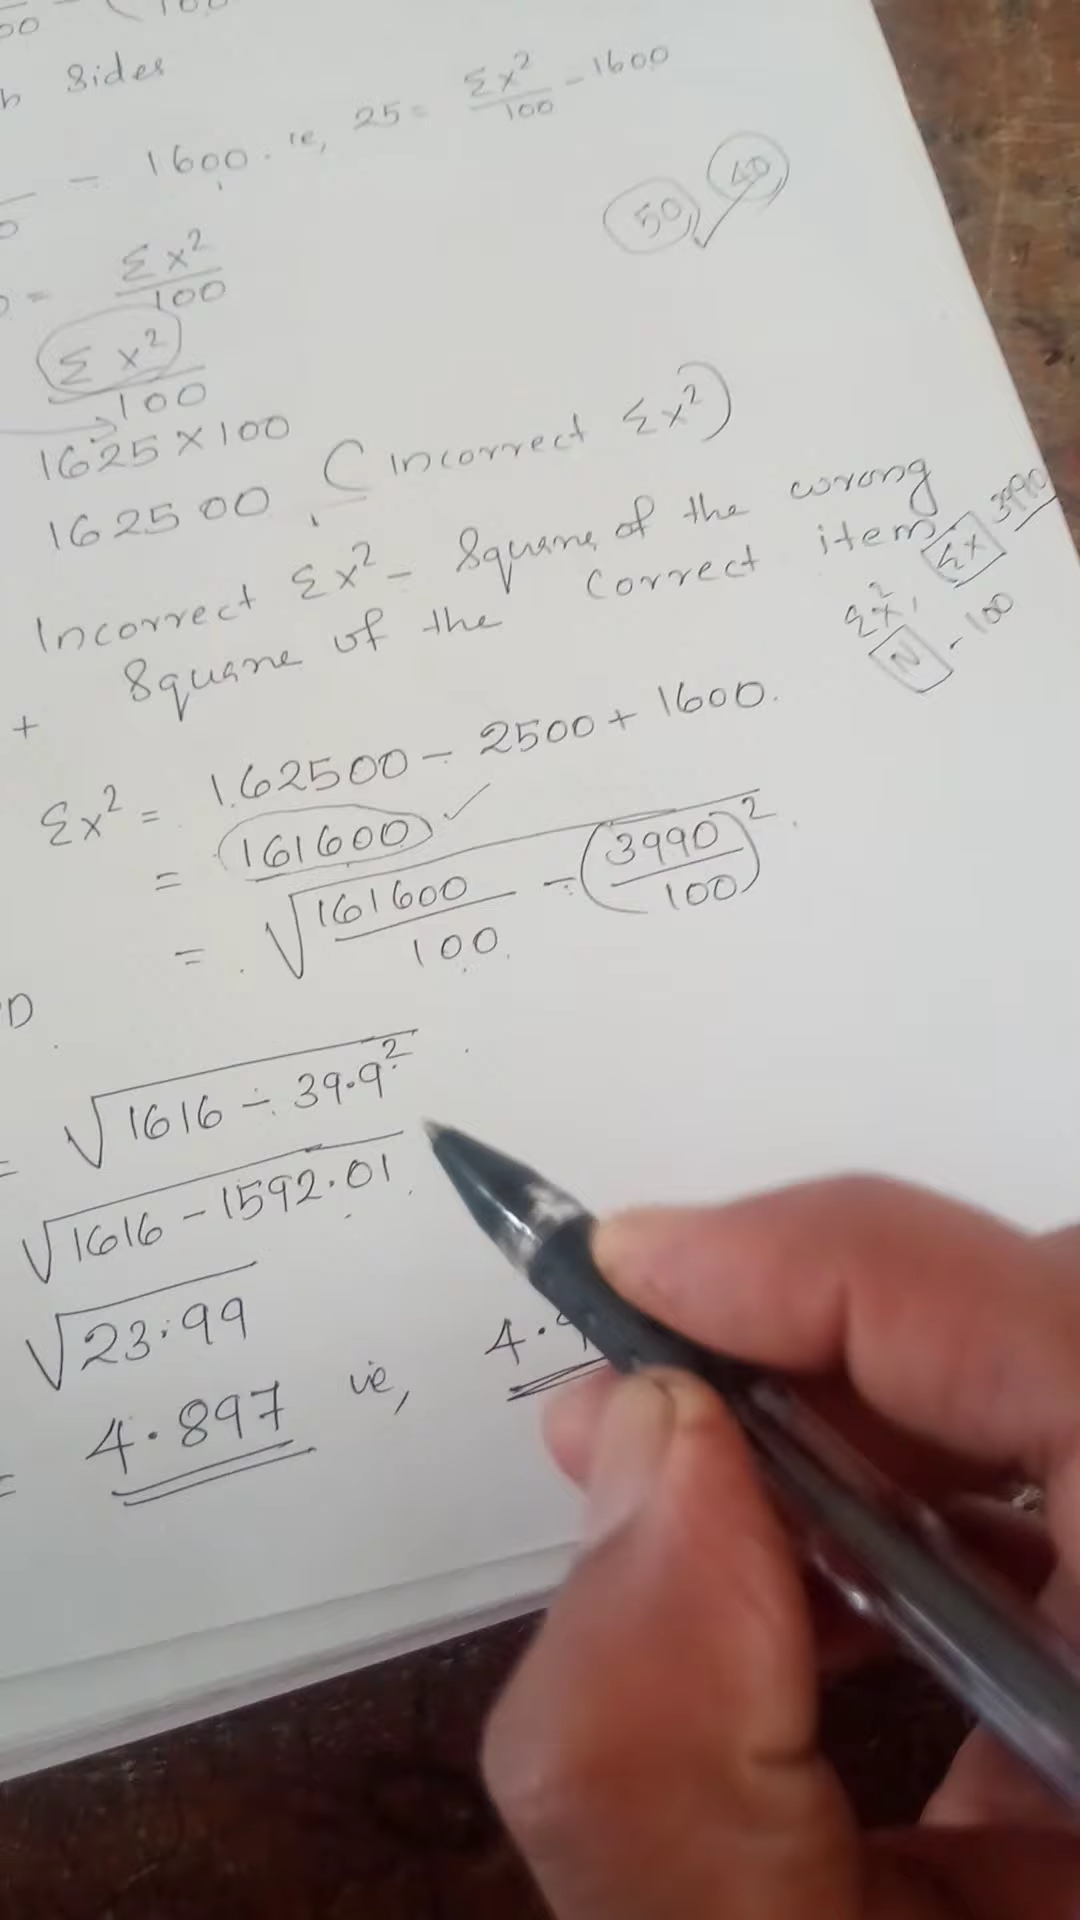 Sides
- 1600. ie, 25 = Σx² / 100 - 1600
50 40
= Σx² / 100
Σx² / 100
1625 × 100
162500 (Incorrect Σx²)
Incorrect Σx² - Square of the wrong item
+ Square of the correct
Σx², Σx 3990
N - 100
Σx² = 162500 - 2500 + 1600.
= 161600
= √ 161600 / 100 - (3990 / 100)²
D
= √1616 - 39.9²
√1616 - 1592.01
√23.99
= 4.897 ie, 4.9